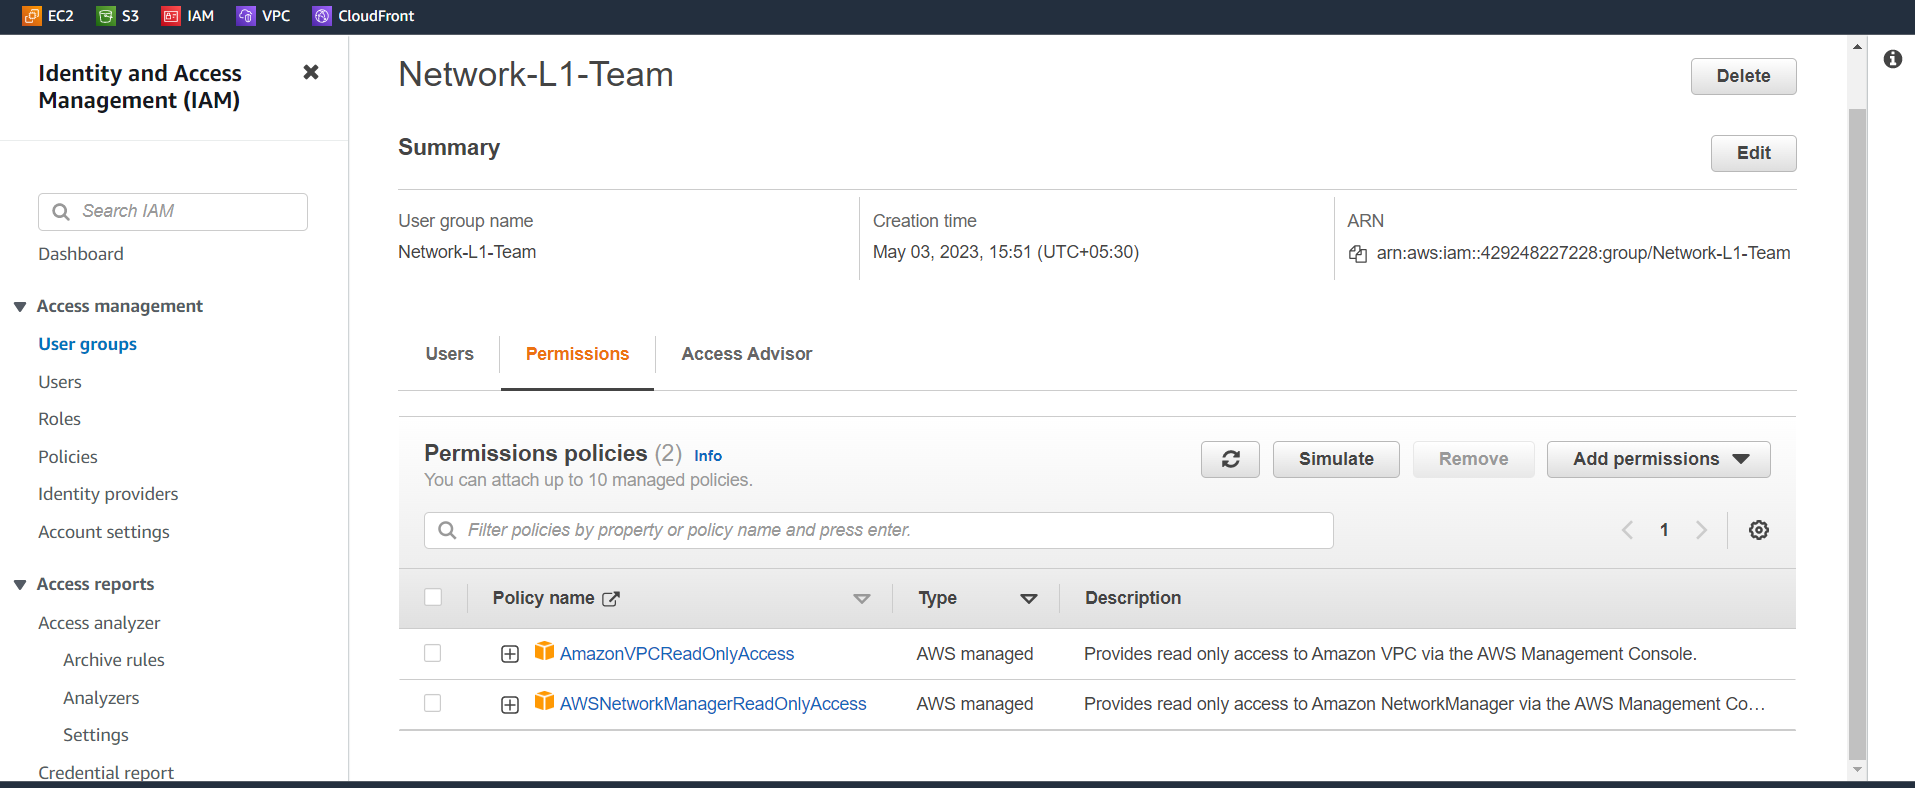 EC2 S3 IAM VPC CloudFront
Identity and Access
Management (IAM)
Search IAM
Dashboard
Access management
User groups
Users
Roles
Policies
Identity providers
Account settings
Access reports
Access analyzer
Archive rules
Analyzers
Settings
Credential report
Network-L1-Team
Delete
Summary
Edit
User group name
Network-L1-Team
Creation time
May 03, 2023, 15:51 (UTC+05:30)
ARN
arn:aws:iam::429248227228:group/Network-L1-Team
Users Permissions Access Advisor
Permissions policies (2) Info
You can attach up to 10 managed policies.
Simulate Remove Add permissions
Filter policies by property or policy name and press enter.
1
Policy name Type Description
AmazonVPCReadOnlyAccess AWS managed Provides read only access to Amazon VPC via the AWS Management Console.
AWSNetworkManagerReadOnlyAccess AWS managed Provides read only access to Amazon NetworkManager via the AWS Management Co…